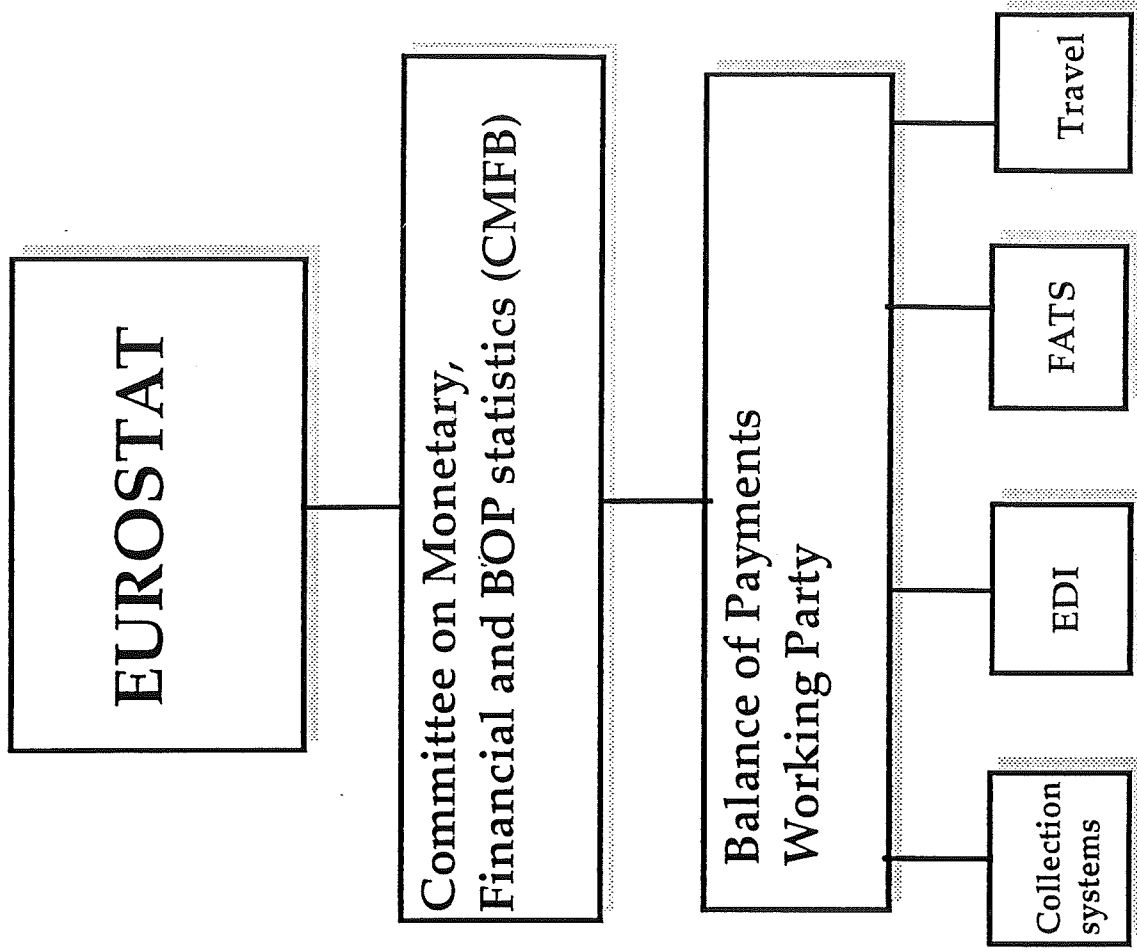 EUROSTAT
Committee on Monetary,
Financial and BOP statistics (CMFB)
Balance of Payments
Working Party
Collection
systems
EDI
FATS
Travel